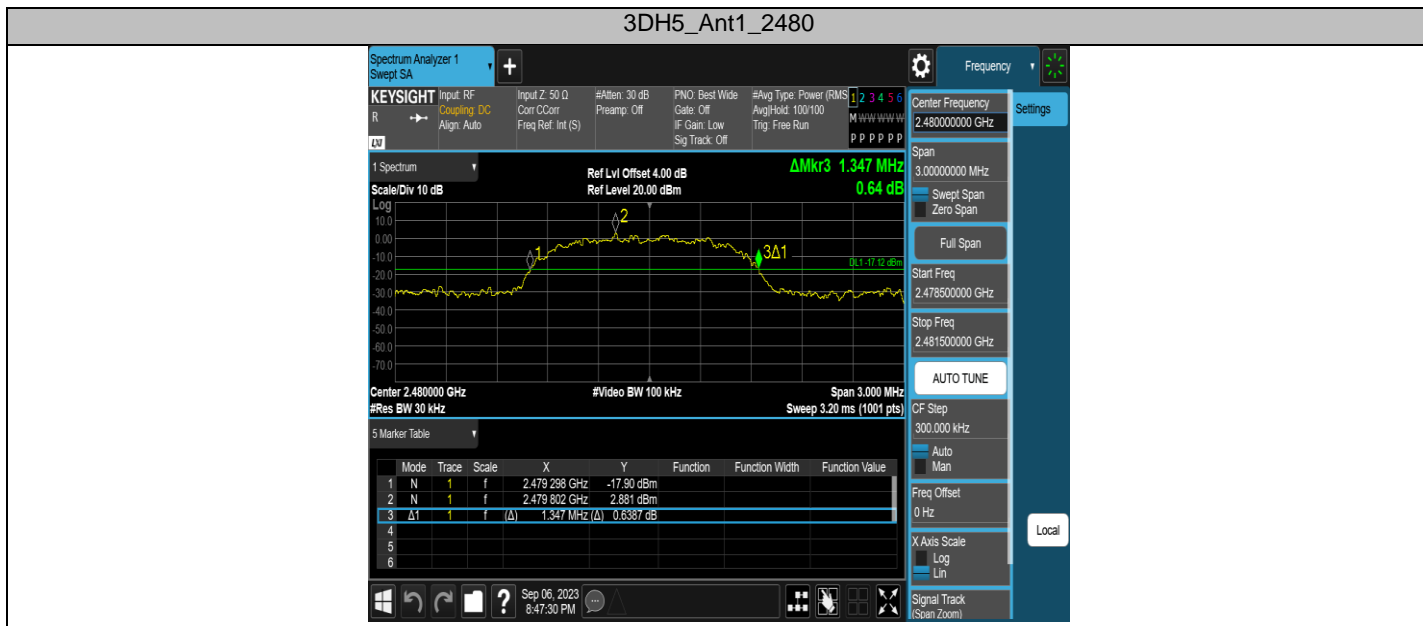 3DH5_Ant1_2480
Spectrum Analyzer 1
Swept SA
+
Frequency
KEYSIGHT
R
LXI
Input: RF
Coupling: DC
Align: Auto
Input Z: 50 Ω
Corr CCorr
Freq Ref: Int (S)
#Atten: 30 dB
Preamp: Off
PNO: Best Wide
Gate: Off
IF Gain: Low
Sig Track: Off
#Avg Type: Power (RMS
Avg|Hold: 100/100
Trig: Free Run
1 2 3 4 5 6
M W W W W W
P P P P P P
Center Frequency
2.480000000 GHz
Settings
Span
3.00000000 MHz
Swept Span
Zero Span
Full Span
Start Freq
2.478500000 GHz
Stop Freq
2.481500000 GHz
AUTO TUNE
CF Step
300.000 kHz
Auto
Man
Freq Offset
0 Hz
X Axis Scale
Log
Lin
Signal Track
(Span Zoom)
Local
1 Spectrum
Scale/Div 10 dB
Ref Lvl Offset 4.00 dB
Ref Level 20.00 dBm
ΔMkr3 1.347 MHz
0.64 dB
Log
10.0
0.00
-10.0
-20.0
-30.0
-40.0
-50.0
-60.0
-70.0
1
2
3Δ1
DL1 -17.12 dBm
Center 2.480000 GHz
#Res BW 30 kHz
#Video BW 100 kHz
Span 3.000 MHz
Sweep 3.20 ms (1001 pts)
5 Marker Table
Mode Trace Scale X Y Function Function Width Function Value
1 N 1 f 2.479 298 GHz -17.90 dBm
2 N 1 f 2.479 802 GHz 2.881 dBm
3 Δ1 1 f (Δ) 1.347 MHz (Δ) 0.6387 dB
4
5
6
?
Sep 06, 2023
8:47:30 PM